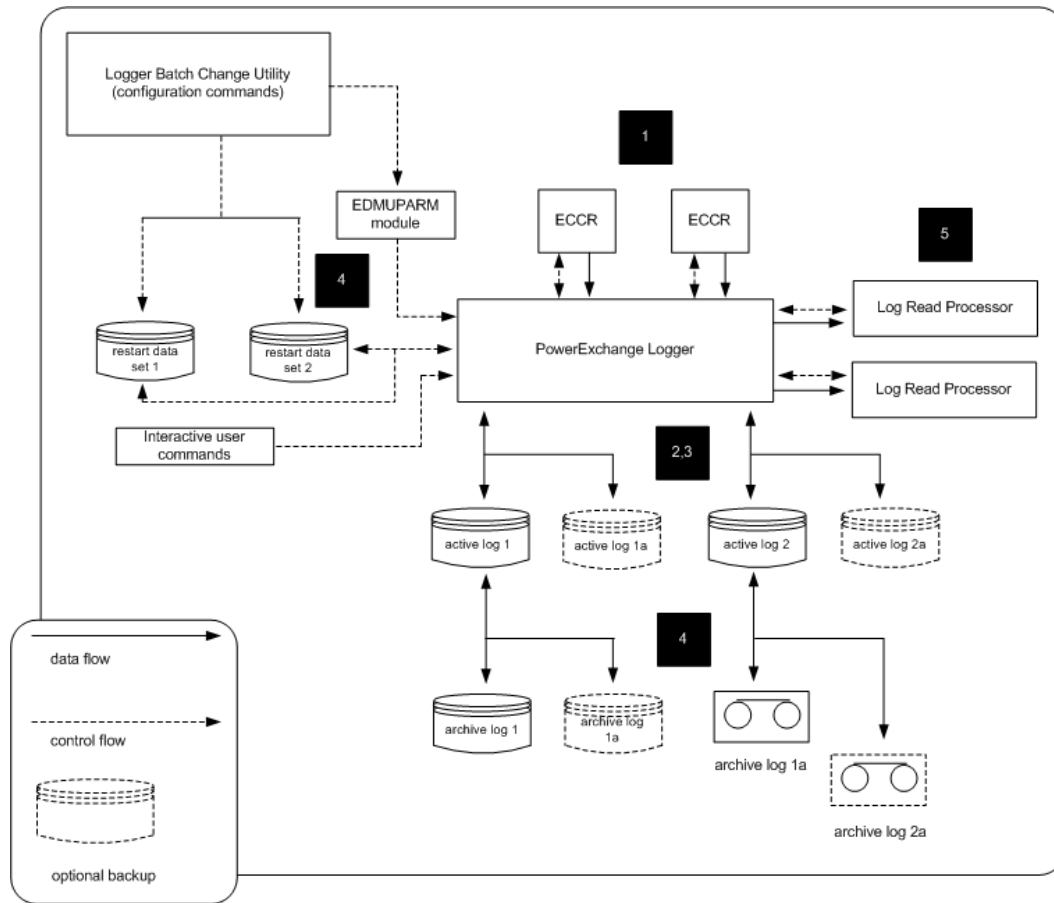 Logger Batch Change Utility
(configuration commands)
1
EDMUPARM
module
ECCR
ECCR
5
4
Log Read Processor
restart data
set 1
restart data
set 2
PowerExchange Logger
Log Read Processor
Interactive user
commands
2,3
active log 1
active log 1a
active log 2
active log 2a
4
data flow
archive log 1
archive log
1a
archive log 1a
control flow
archive log 2a
optional backup